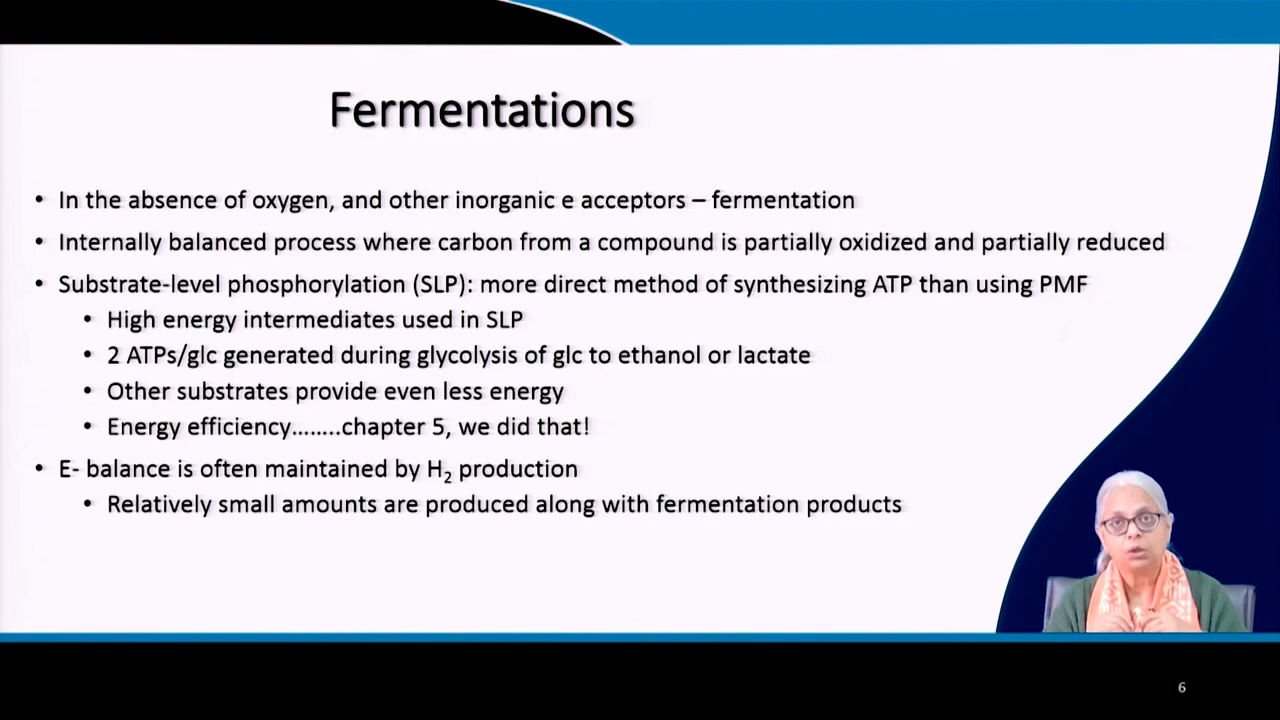 Fermentations
• In the absence of oxygen, and other inorganic e acceptors – fermentation
• Internally balanced process where carbon from a compound is partially oxidized and partially reduced
• Substrate-level phosphorylation (SLP): more direct method of synthesizing ATP than using PMF
• High energy intermediates used in SLP
• 2 ATPs/glc generated during glycolysis of glc to ethanol or lactate
• Other substrates provide even less energy
• Energy efficiency........chapter 5, we did that!
• E- balance is often maintained by H₂ production
• Relatively small amounts are produced along with fermentation products
6